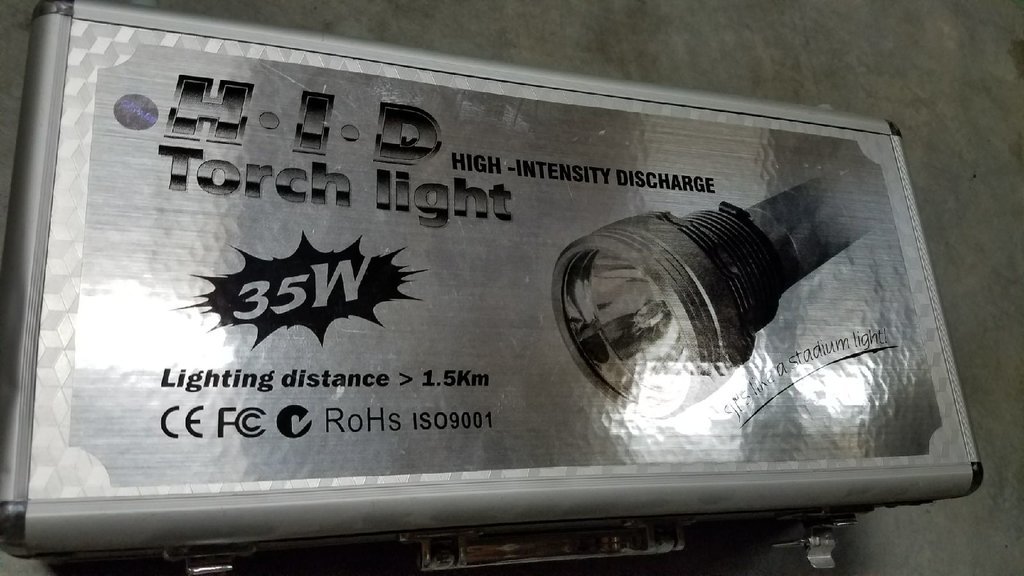 H·I·D
Torch light
HIGH -INTENSITY DISCHARGE
35W
Lighting distance > 1.5Km
CE FC RoHS ISO9001
a stadium light!